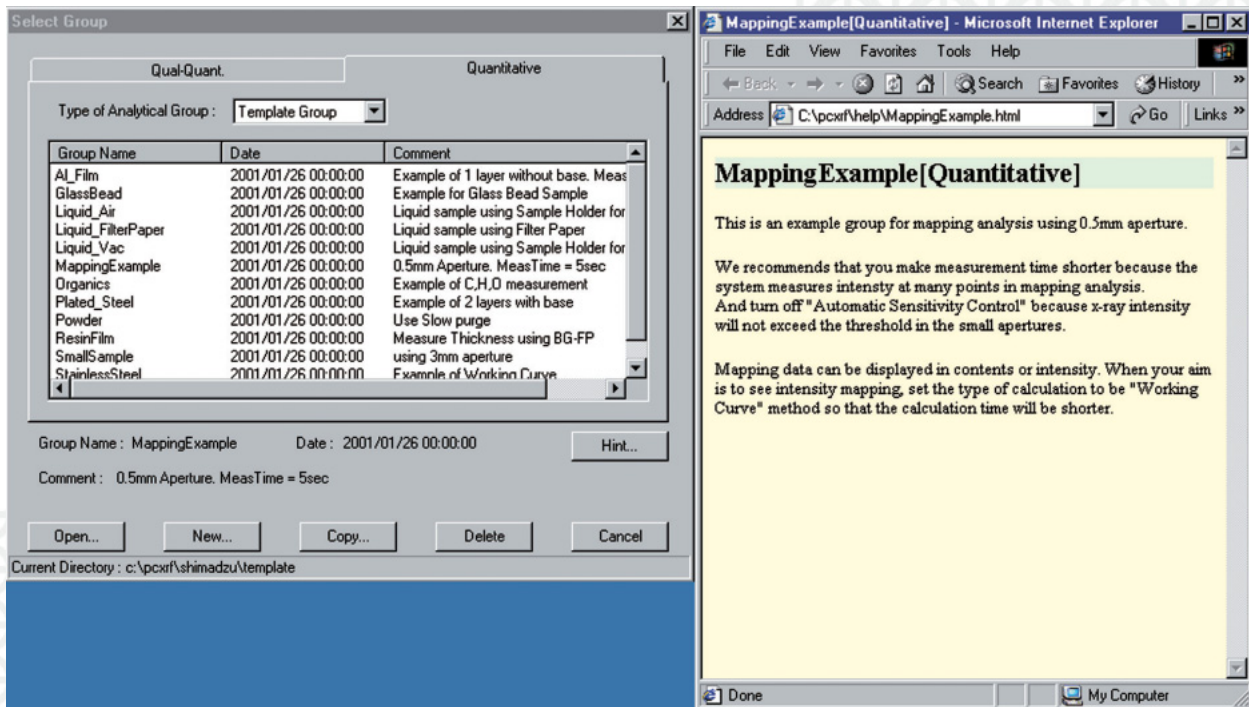 Select Group
Qual-Quant.
Quantitative
Type of Analytical Group :
Template Group
Group Name Date Comment
Al_Film 2001/01/26 00:00:00 Example of 1 layer without base. Meas
GlassBead 2001/01/26 00:00:00 Example for Glass Bead Sample
Liquid_Air 2001/01/26 00:00:00 Liquid sample using Sample Holder for
Liquid_FilterPaper 2001/01/26 00:00:00 Liquid sample using Filter Paper
Liquid_Vac 2001/01/26 00:00:00 Liquid sample using Sample Holder for
MappingExample 2001/01/26 00:00:00 0.5mm Aperture. MeasTime = 5sec
Organics 2001/01/26 00:00:00 Example of C,H,O measurement
Plated_Steel 2001/01/26 00:00:00 Example of 2 layers with base
Powder 2001/01/26 00:00:00 Use Slow purge
ResinFilm 2001/01/26 00:00:00 Measure Thickness using BG-FP
SmallSample 2001/01/26 00:00:00 using 3mm aperture
StainlessSteel 2001/01/26 00:00:00 Example of Working Curve
Group Name : MappingExample Date : 2001/01/26 00:00:00
Hint...
Comment : 0.5mm Aperture. MeasTime = 5sec
Open... New... Copy... Delete Cancel
Current Directory : c:\pcxrf\shimadzu\template
MappingExample[Quantitative] - Microsoft Internet Explorer
File Edit View Favorites Tools Help
Back Search Favorites History »
Address C:\pcxrf\help\MappingExample.html Go Links »
MappingExample[Quantitative]
This is an example group for mapping analysis using 0.5mm aperture.
We recommends that you make measurement time shorter because the
system measures intensty at many points in mapping analysis.
And turn off "Automatic Sensitivity Control" because x-ray intensity
will not exceed the threshold in the small apertures.
Mapping data can be displayed in contents or intensity. When your aim
is to see intensity mapping, set the type of calculation to be "Working
Curve" method so that the calculation time will be shorter.
Done
My Computer